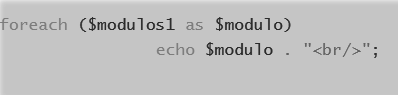 foreach ($modulos1 as $modulo)
echo $modulo . "<br/>";